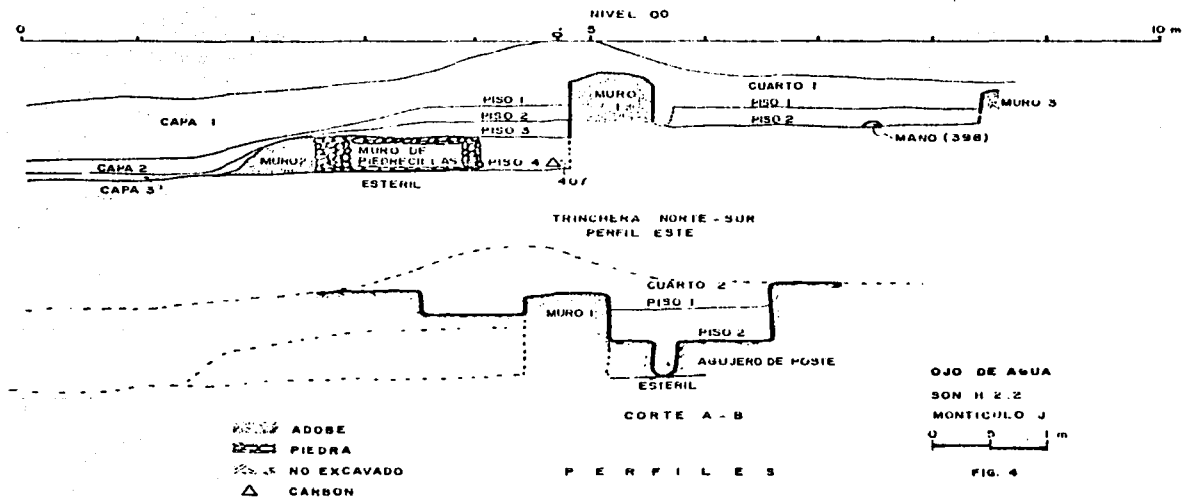 NIVEL 00
0
5
10 m
CUARTO 1
MURO
1
PISO 1
PISO 1
MURO 3
CAPA 1
PISO 2
PISO 2
PISO 3
MANO (398)
MURO 2
MURO DE
PIEDRECILLAS
PISO 4
CAPA 2
407
CAPA 3
ESTERIL
TRINCHERA NORTE - SUR
PERFIL ESTE
CUARTO 2
PISO 1
MURO 1
PISO 2
AGUJERO DE POSTE
ESTERIL
CORTE A - B
OJO DE AGUA
SON H 2.2
MONTICULO J
0 5 1 m
FIG. 4
ADOBE
PIEDRA
NO EXCAVADO
CARBON
PERFILES